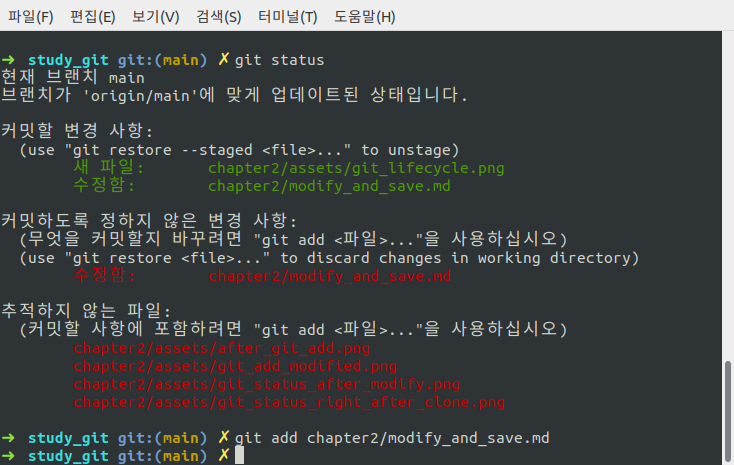 파일(F) 편집(E) 보기(V) 검색(S) 터미널(T) 도움말(H)
➜ study_git git:(main) ✗ git status
현재 브랜치 main
브랜치가 'origin/main'에 맞게 업데이트된 상태입니다.
커밋할 변경 사항:
(use "git restore --staged <file>..." to unstage)
새 파일: chapter2/assets/git_lifecycle.png
수정함: chapter2/modify_and_save.md
커밋하도록 정하지 않은 변경 사항:
(무엇을 커밋할지 바꾸려면 "git add <파일>..."을 사용하십시오)
(use "git restore <file>..." to discard changes in working directory)
수정함: chapter2/modify_and_save.md
추적하지 않는 파일:
(커밋할 사항에 포함하려면 "git add <파일>..."을 사용하십시오)
chapter2/assets/after_git_add.png
chapter2/assets/git_add_modified.png
chapter2/assets/git_status_after_modify.png
chapter2/assets/git_status_right_after_clone.png
➜ study_git git:(main) ✗ git add chapter2/modify_and_save.md
➜ study_git git:(main) ✗